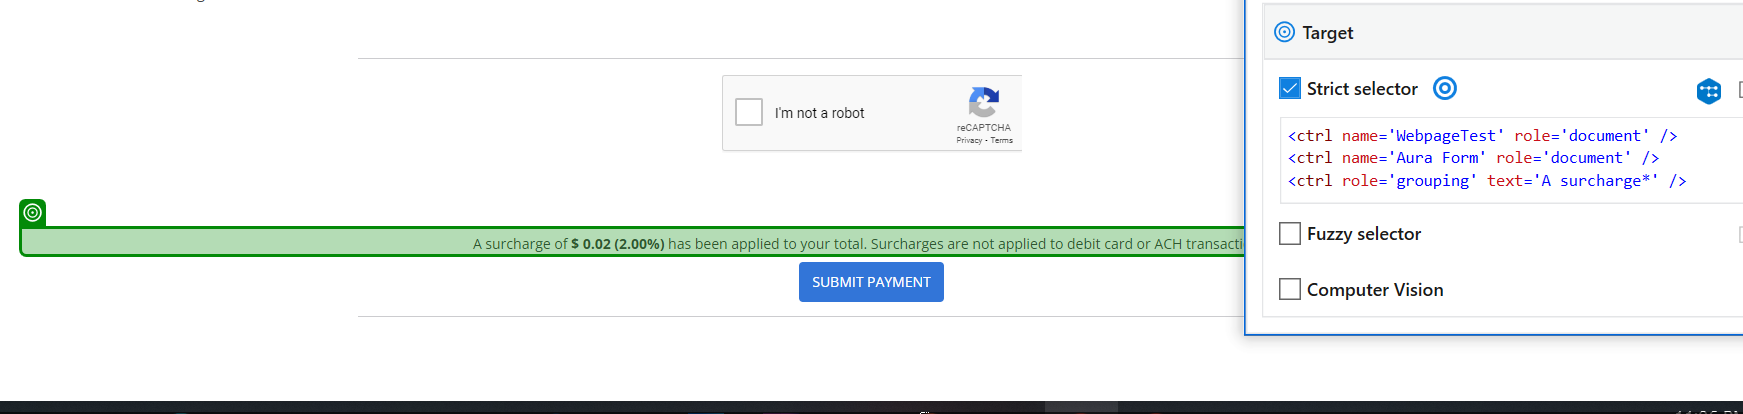 Target
Strict selector
<ctrl name='WebpageTest' role='document' />
<ctrl name='Aura Form' role='document' />
<ctrl role='grouping' text='A surcharge*' />
Fuzzy selector
Computer Vision
I'm not a robot
reCAPTCHA
Privacy - Terms
A surcharge of $ 0.02 (2.00%) has been applied to your total. Surcharges are not applied to debit card or ACH transacti
SUBMIT PAYMENT